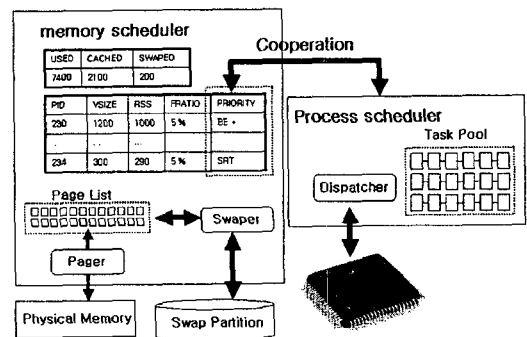 memory scheduler
USED CACHED SWAPED
7400 2100 200
PID VSIZE RSS FRATIO PRIORITY
230 1200 1000 5% BE +
... ...
234 300 290 5% SRT
Page List
Swaper
Pager
Physical Memory
Swap Partition
Cooperation
Process scheduler
Task Pool
Dispatcher